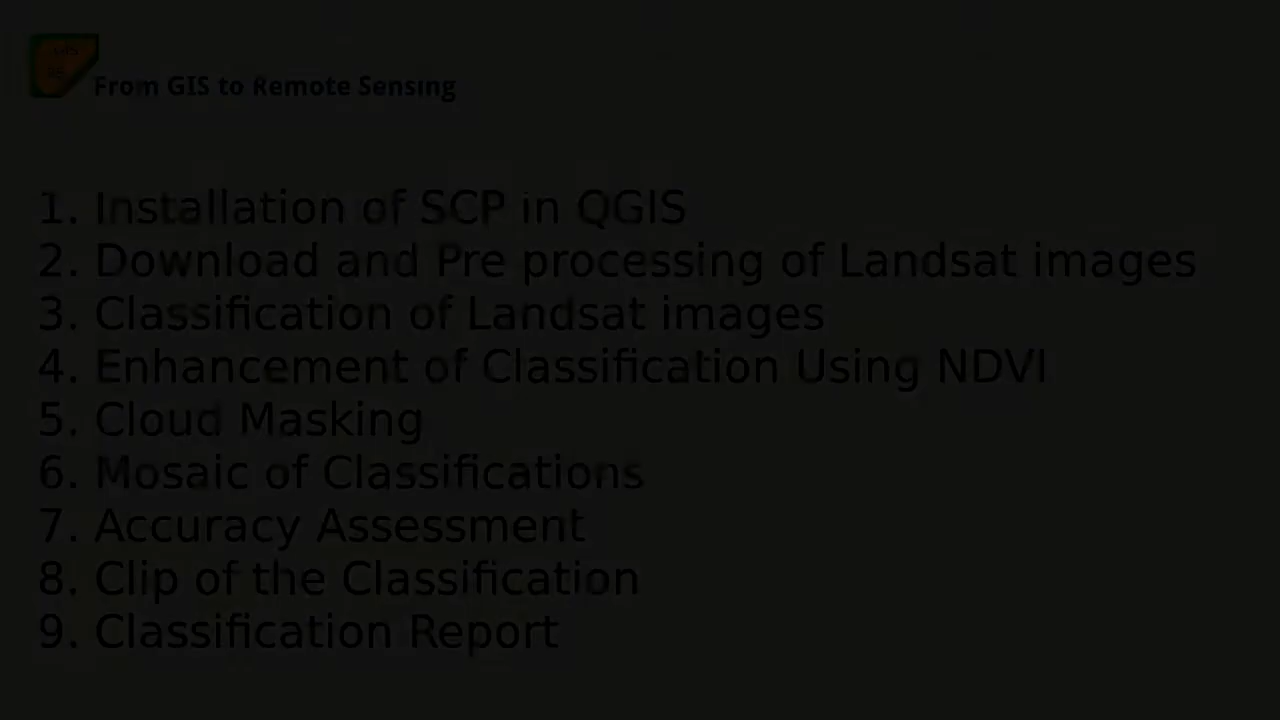 GIS
RS
From GIS to Remote Sensing
1. Installation of SCP in QGIS
2. Download and Pre processing of Landsat images
3. Classification of Landsat images
4. Enhancement of Classification Using NDVI
5. Cloud Masking
6. Mosaic of Classifications
7. Accuracy Assessment
8. Clip of the Classification
9. Classification Report